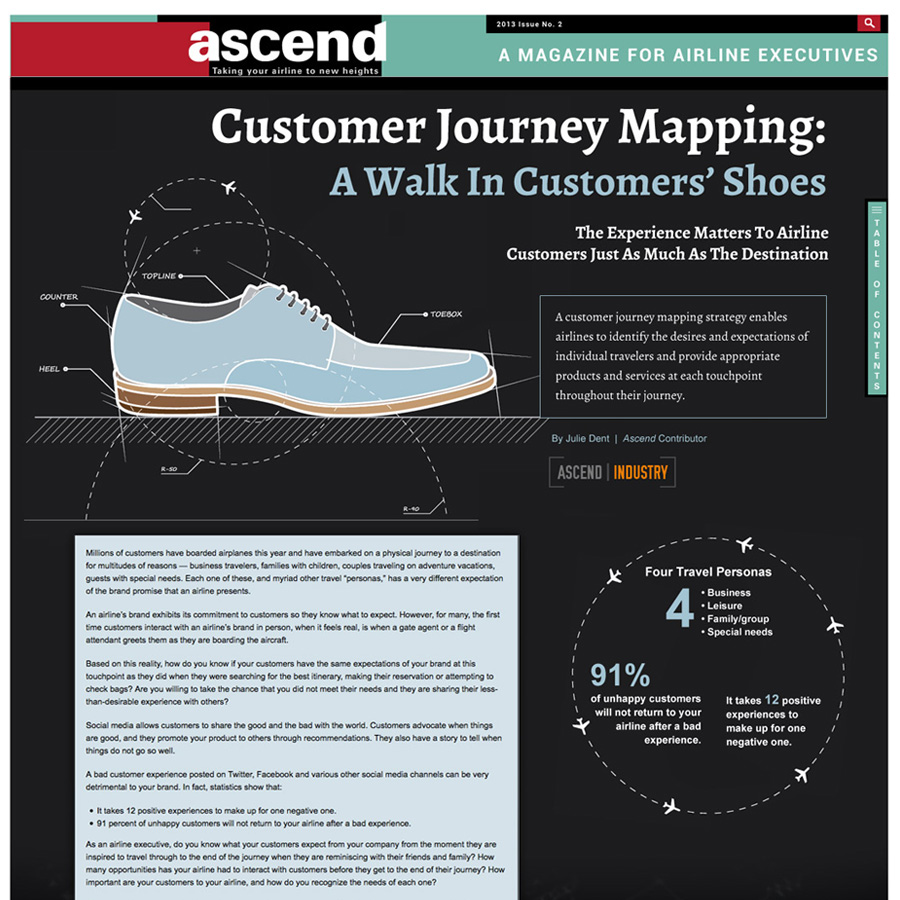 2013 Issue No. 2
ascend
Taking your airline to new heights
A MAGAZINE FOR AIRLINE EXECUTIVES
Customer Journey Mapping:
A Walk In Customers' Shoes
The Experience Matters To Airline
Customers Just As Much As The Destination
TABLE OF CONTENTS
TOPLINE
COUNTER
TOEBOX
HEEL
R-50
R-90
A customer journey mapping strategy enables
airlines to identify the desires and expectations of
individual travelers and provide appropriate
products and services at each touchpoint
throughout their journey.
By Julie Dent | Ascend Contributor
ASCEND | INDUSTRY
Millions of customers have boarded airplanes this year and have embarked on a physical journey to a destination
for multitudes of reasons — business travelers, families with children, couples traveling on adventure vacations,
guests with special needs. Each one of these, and myriad other travel "personas," has a very different expectation
of the brand promise that an airline presents.
An airline's brand exhibits its commitment to customers so they know what to expect. However, for many, the first
time customers interact with an airline's brand in person, when it feels real, is when a gate agent or a flight
attendant greets them as they are boarding the aircraft.
Based on this reality, how do you know if your customers have the same expectations of your brand at this
touchpoint as they did when they were searching for the best itinerary, making their reservation or attempting to
check bags? Are you willing to take the chance that you did not meet their needs and they are sharing their less-
than-desirable experience with others?
Social media allows customers to share the good and the bad with the world. Customers advocate when things
are good, and they promote your product to others through recommendations. They also have a story to tell when
things do not go so well.
A bad customer experience posted on Twitter, Facebook and various other social media channels can be very
detrimental to your brand. In fact, statistics show that:
• It takes 12 positive experiences to make up for one negative one.
• 91 percent of unhappy customers will not return to your airline after a bad experience.
As an airline executive, do you know what your customers expect from your company from the moment they are
inspired to travel through to the end of the journey when they are reminiscing with their friends and family? How
many opportunities has your airline had to interact with customers before they get to the end of their journey? How
important are your customers to your airline, and how do you recognize the needs of each one?
Four Travel Personas
4
• Business
• Leisure
• Family/group
• Special needs
91%
of unhappy customers
will not return to your
airline after a bad
experience.
It takes 12 positive
experiences to
make up for one
negative one.